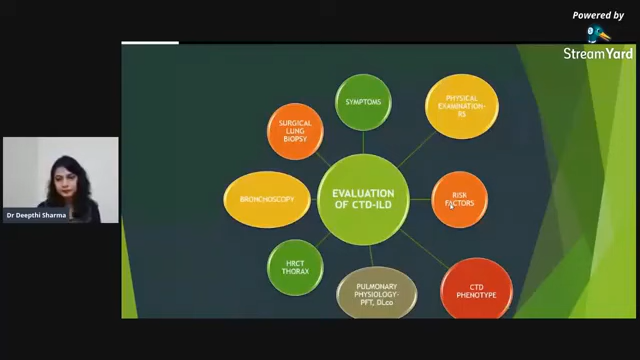 Powered by
StreamYard
SYMPTOMS
PHYSICAL
EXAMINATION-
RS
RISK
FACTORS
CTD
PHENOTYPE
PULMONARY
PHYSIOLOGY-
PFT, DLco
HRCT
THORAX
BRONCHOSCOPY
SURGICAL
LUNG
BIOPSY
EVALUATION
OF CTD-ILD
Dr Deepthi Sharma